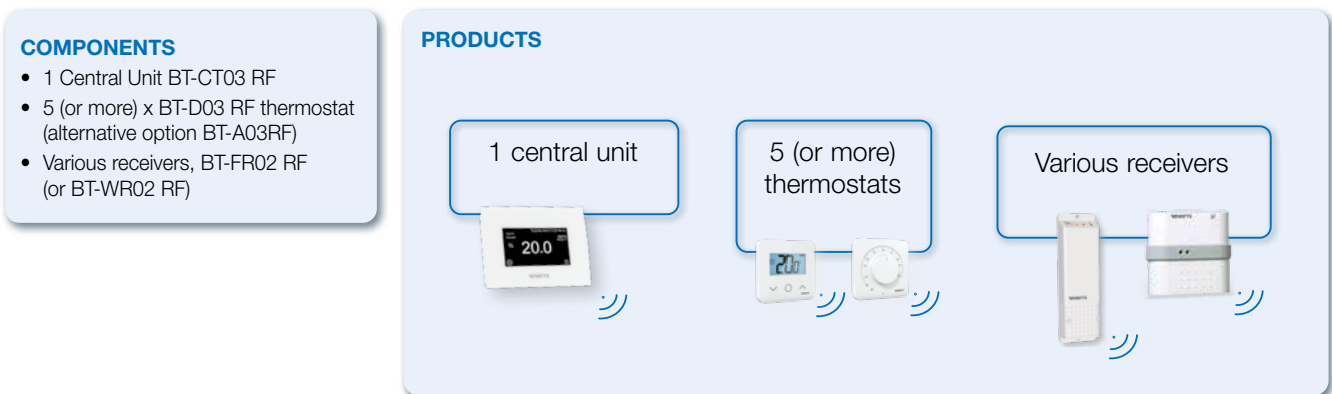 COMPONENTS
• 1 Central Unit BT-CT03 RF
• 5 (or more) x BT-D03 RF thermostat
(alternative option BT-A03RF)
• Various receivers, BT-FR02 RF
(or BT-WR02 RF)
PRODUCTS
1 central unit
5 (or more)
thermostats
Various receivers
20.0
WATTS
20.0